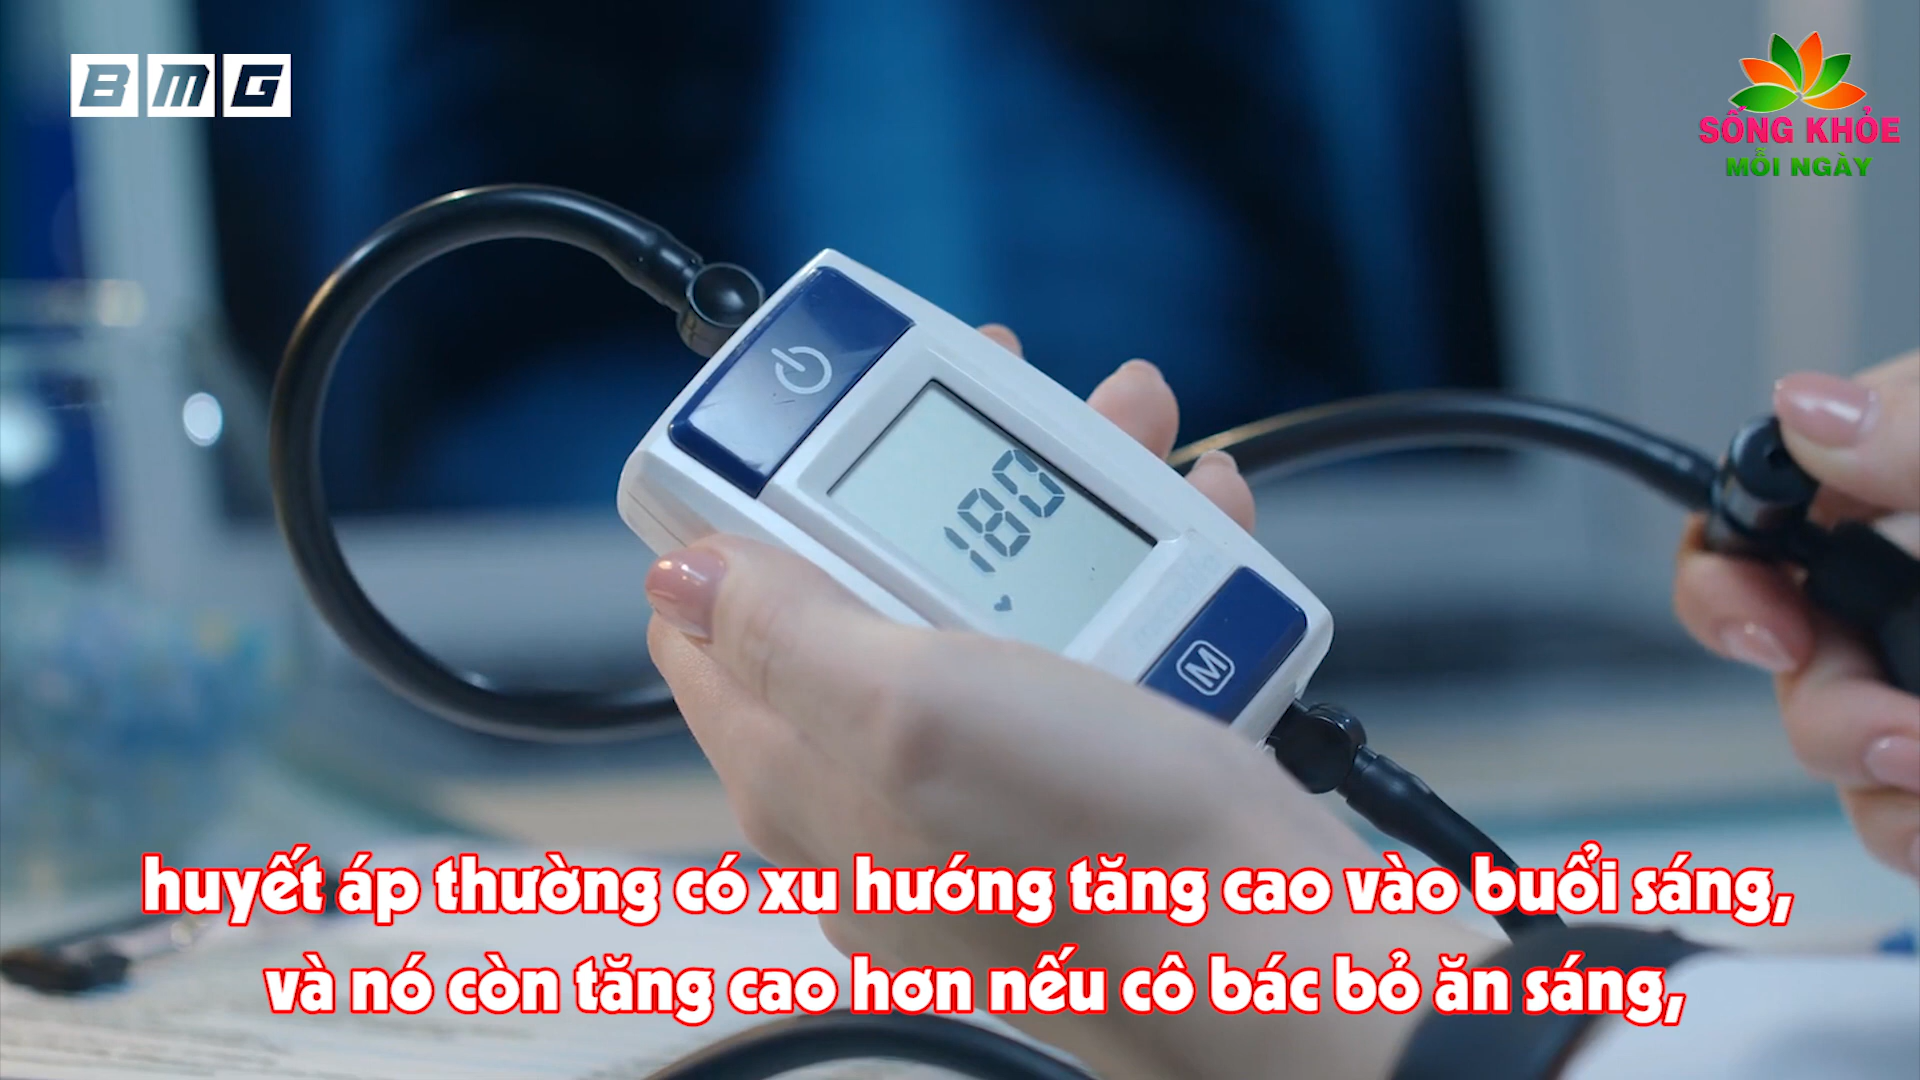 BMG
SỐNG KHỎE
MỖI NGÀY
180
M
huyết áp thường có xu hướng tăng cao vào buổi sáng,
và nó còn tăng cao hơn nếu cô bác bỏ ăn sáng,